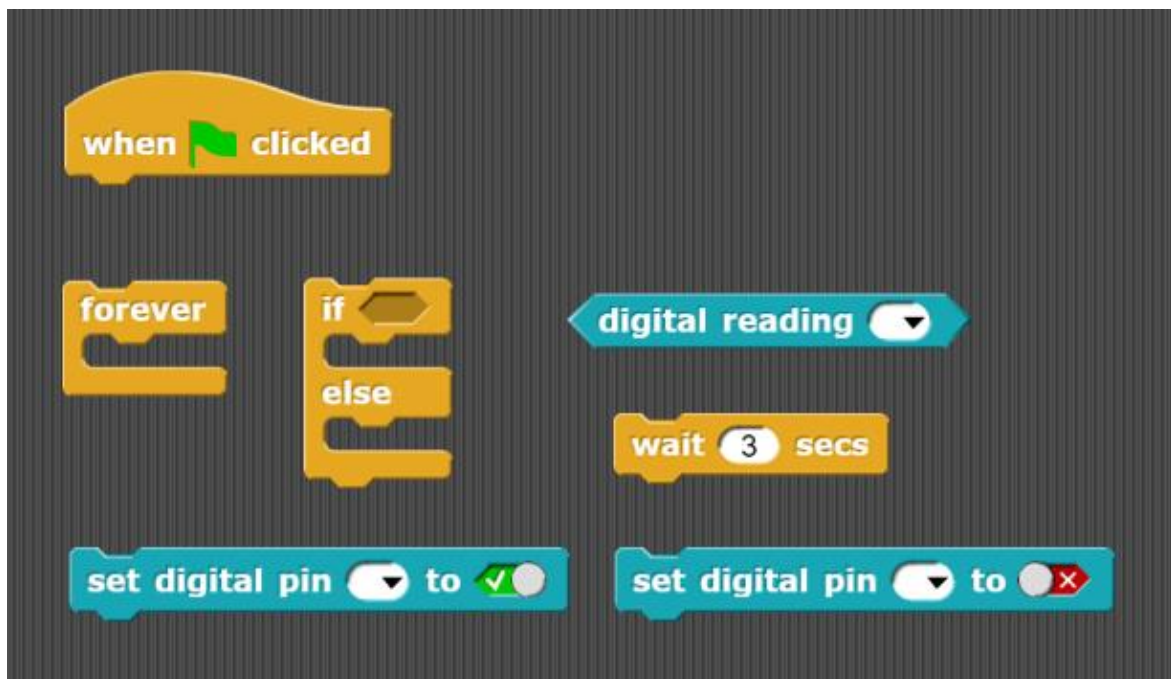 when clicked
forever
if
else
digital reading
wait 3 secs
set digital pin to
set digital pin to